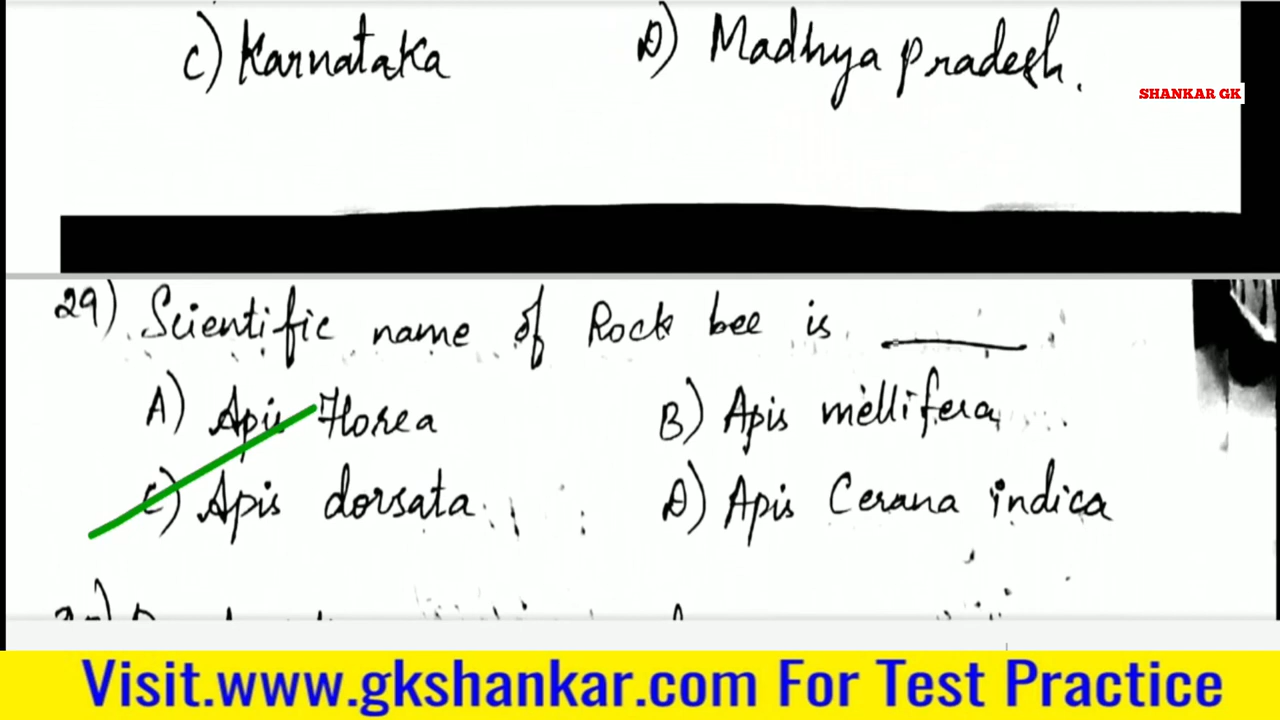 C) Karnataka D) Madhya pradesh.
SHANKAR GK
29) Scientific name of Rock bee is ______
A) Apis Florea B) Apis mellifera
C) Apis dorsata D) Apis Cerana indica
Visit.www.gkshankar.com For Test Practice